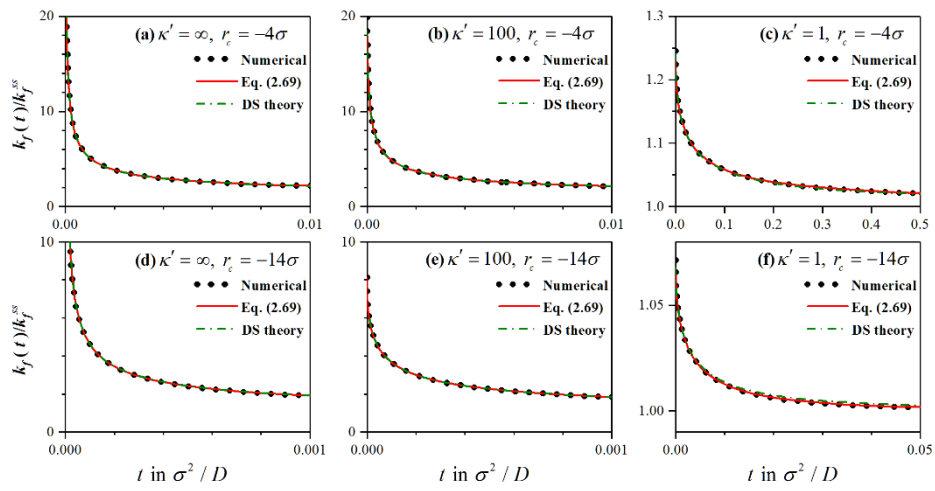 (a) κ′ = ∞, r_c = −4σ
Numerical
Eq. (2.69)
DS theory
20
10
0
0.00
0.01
(b) κ′ = 100, r_c = −4σ
Numerical
Eq. (2.69)
DS theory
20
10
0
0.00
0.01
(c) κ′ = 1, r_c = −4σ
Numerical
Eq. (2.69)
DS theory
1.3
1.2
1.1
1.0
0.0 0.1 0.2 0.3 0.4 0.5
k_f(t)/k_f^ss
(d) κ′ = ∞, r_c = −14σ
Numerical
Eq. (2.69)
DS theory
10
0
0.000
0.001
t in σ²/D
(e) κ′ = 100, r_c = −14σ
Numerical
Eq. (2.69)
DS theory
10
8
6
4
2
0
0.000
0.001
t in σ²/D
(f) κ′ = 1, r_c = −14σ
Numerical
Eq. (2.69)
DS theory
1.05
1.00
0.00
0.05
t in σ²/D
k_f(t)/k_f^ss